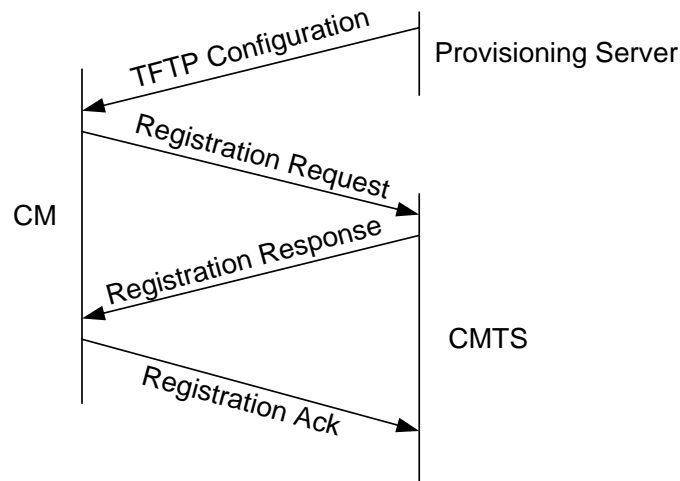 TFTP Configuration
Provisioning Server
Registration Request
CM
Registration Response
CMTS
Registration Ack